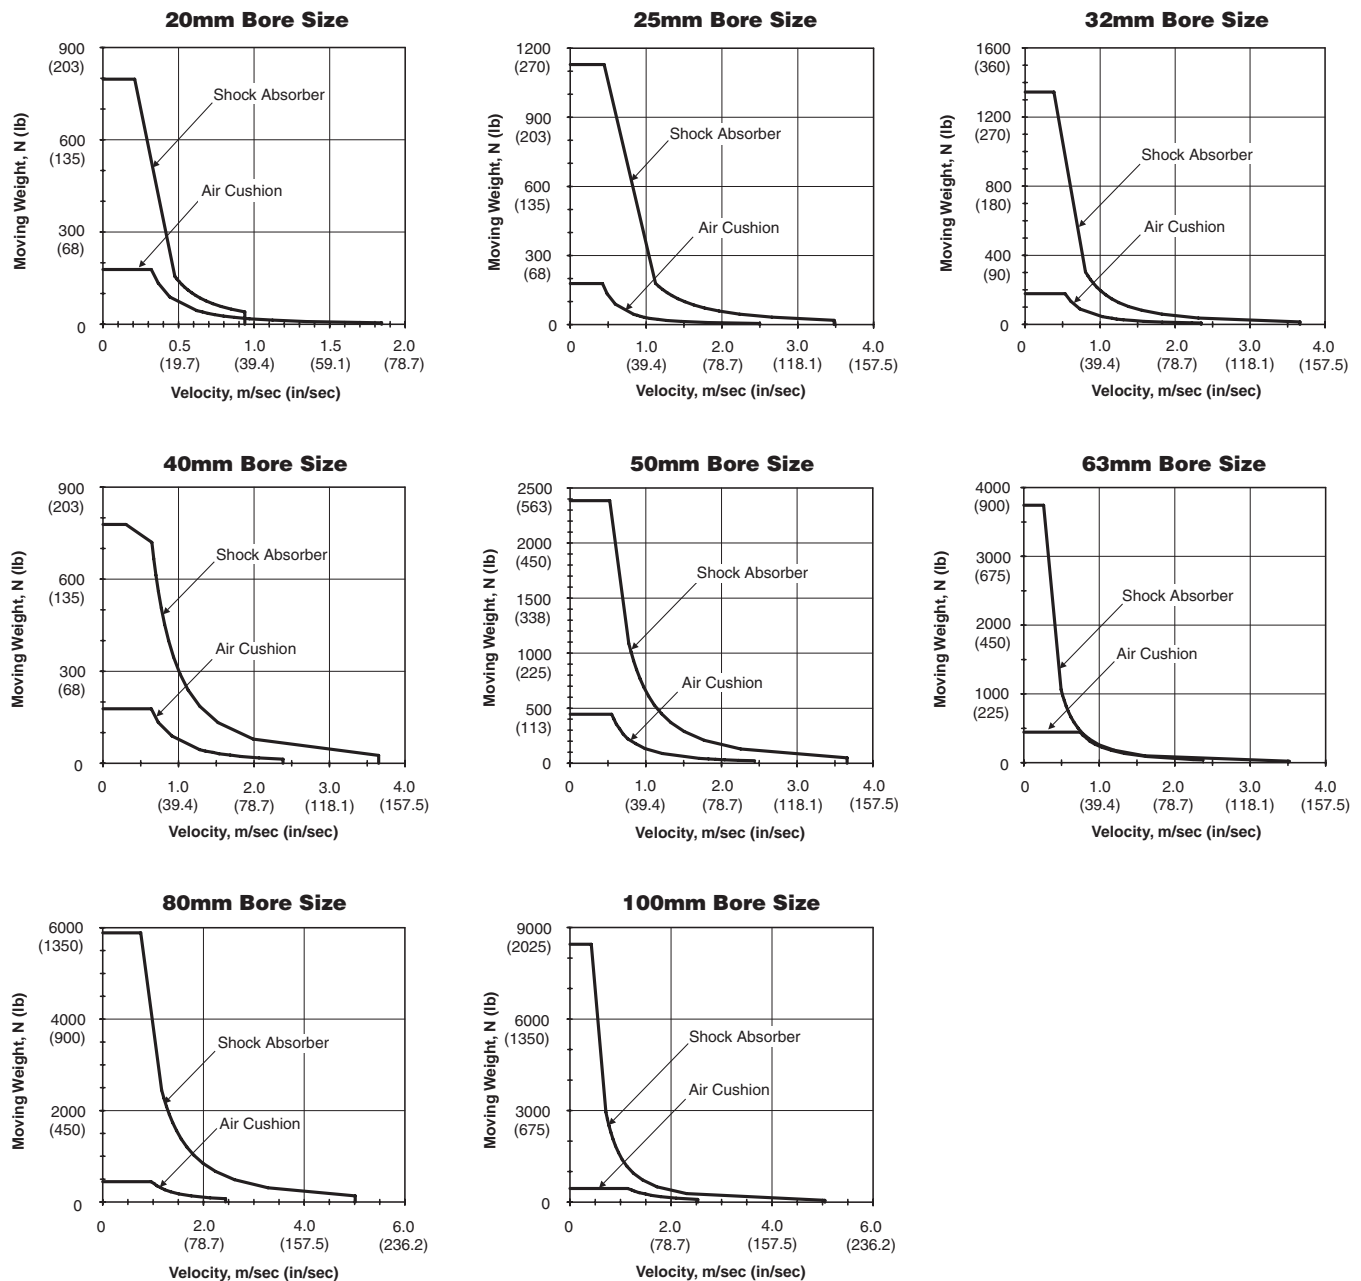 20mm Bore Size
900
(203)
600
(135)
300
(68)
0
Moving Weight, N (lb)
Shock Absorber
Air Cushion
0 0.5 1.0 1.5 2.0
(19.7) (39.4) (59.1) (78.7)
Velocity, m/sec (in/sec)
25mm Bore Size
1200
(270)
900
(203)
600
(135)
300
(68)
0
Moving Weight, N (lb)
Shock Absorber
Air Cushion
0 1.0 2.0 3.0 4.0
(39.4) (78.7) (118.1) (157.5)
Velocity, m/sec (in/sec)
32mm Bore Size
1600
(360)
1200
(270)
800
(180)
400
(90)
0
Moving Weight, N (lb)
Shock Absorber
Air Cushion
0 1.0 2.0 3.0 4.0
(39.4) (78.7) (118.1) (157.5)
Velocity, m/sec (in/sec)
40mm Bore Size
900
(203)
600
(135)
300
(68)
0
Moving Weight, N (lb)
Shock Absorber
Air Cushion
0 1.0 2.0 3.0 4.0
(39.4) (78.7) (118.1) (157.5)
Velocity, m/sec (in/sec)
50mm Bore Size
2500
(563)
2000
(450)
1500
(338)
1000
(225)
500
(113)
0
Moving Weight, N (lb)
Shock Absorber
Air Cushion
0 1.0 2.0 3.0 4.0
(39.4) (78.7) (118.1) (157.5)
Velocity, m/sec (in/sec)
63mm Bore Size
4000
(900)
3000
(675)
2000
(450)
1000
(225)
0
Moving Weight, N (lb)
Shock Absorber
Air Cushion
0 1.0 2.0 3.0 4.0
(39.4) (78.7) (118.1) (157.5)
Velocity, m/sec (in/sec)
80mm Bore Size
6000
(1350)
4000
(900)
2000
(450)
0
Moving Weight, N (lb)
Shock Absorber
Air Cushion
0 2.0 4.0 6.0
(78.7) (157.5) (236.2)
Velocity, m/sec (in/sec)
100mm Bore Size
9000
(2025)
6000
(1350)
3000
(675)
0
Moving Weight, N (lb)
Shock Absorber
Air Cushion
0 2.0 4.0 6.0
(78.7) (157.5) (236.2)
Velocity, m/sec (in/sec)